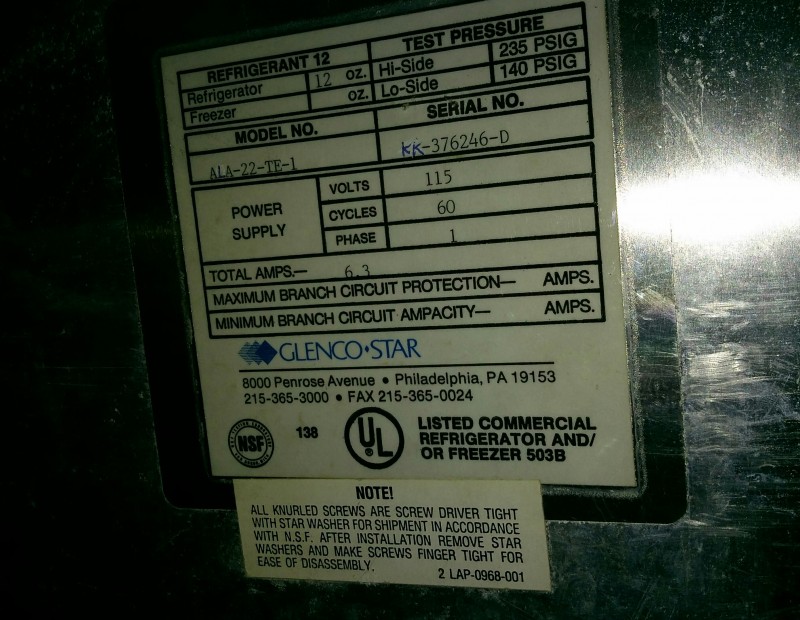 REFRIGERANT 12
TEST PRESSURE
Refrigerator 12 oz.
Hi-Side 235 PSIG
Freezer oz.
Lo-Side 140 PSIG
MODEL NO.
SERIAL NO.
ALA-22-TE-1
KK-376246-D
POWER SUPPLY
VOLTS 115
CYCLES 60
PHASE 1
TOTAL AMPS.— 6.3
MAXIMUM BRANCH CIRCUIT PROTECTION— AMPS.
MINIMUM BRANCH CIRCUIT AMPACITY— AMPS.
GLENCO•STAR
8000 Penrose Avenue • Philadelphia, PA 19153
215-365-3000 • FAX 215-365-0024
NSF
138
UL
LISTED COMMERCIAL
REFRIGERATOR AND/
OR FREEZER 503B
NOTE!
ALL KNURLED SCREWS ARE SCREW DRIVER TIGHT
WITH STAR WASHER FOR SHIPMENT IN ACCORDANCE
WITH N.S.F. AFTER INSTALLATION REMOVE STAR
WASHERS AND MAKE SCREWS FINGER TIGHT FOR
EASE OF DISASSEMBLY.
2 LAP-0968-001